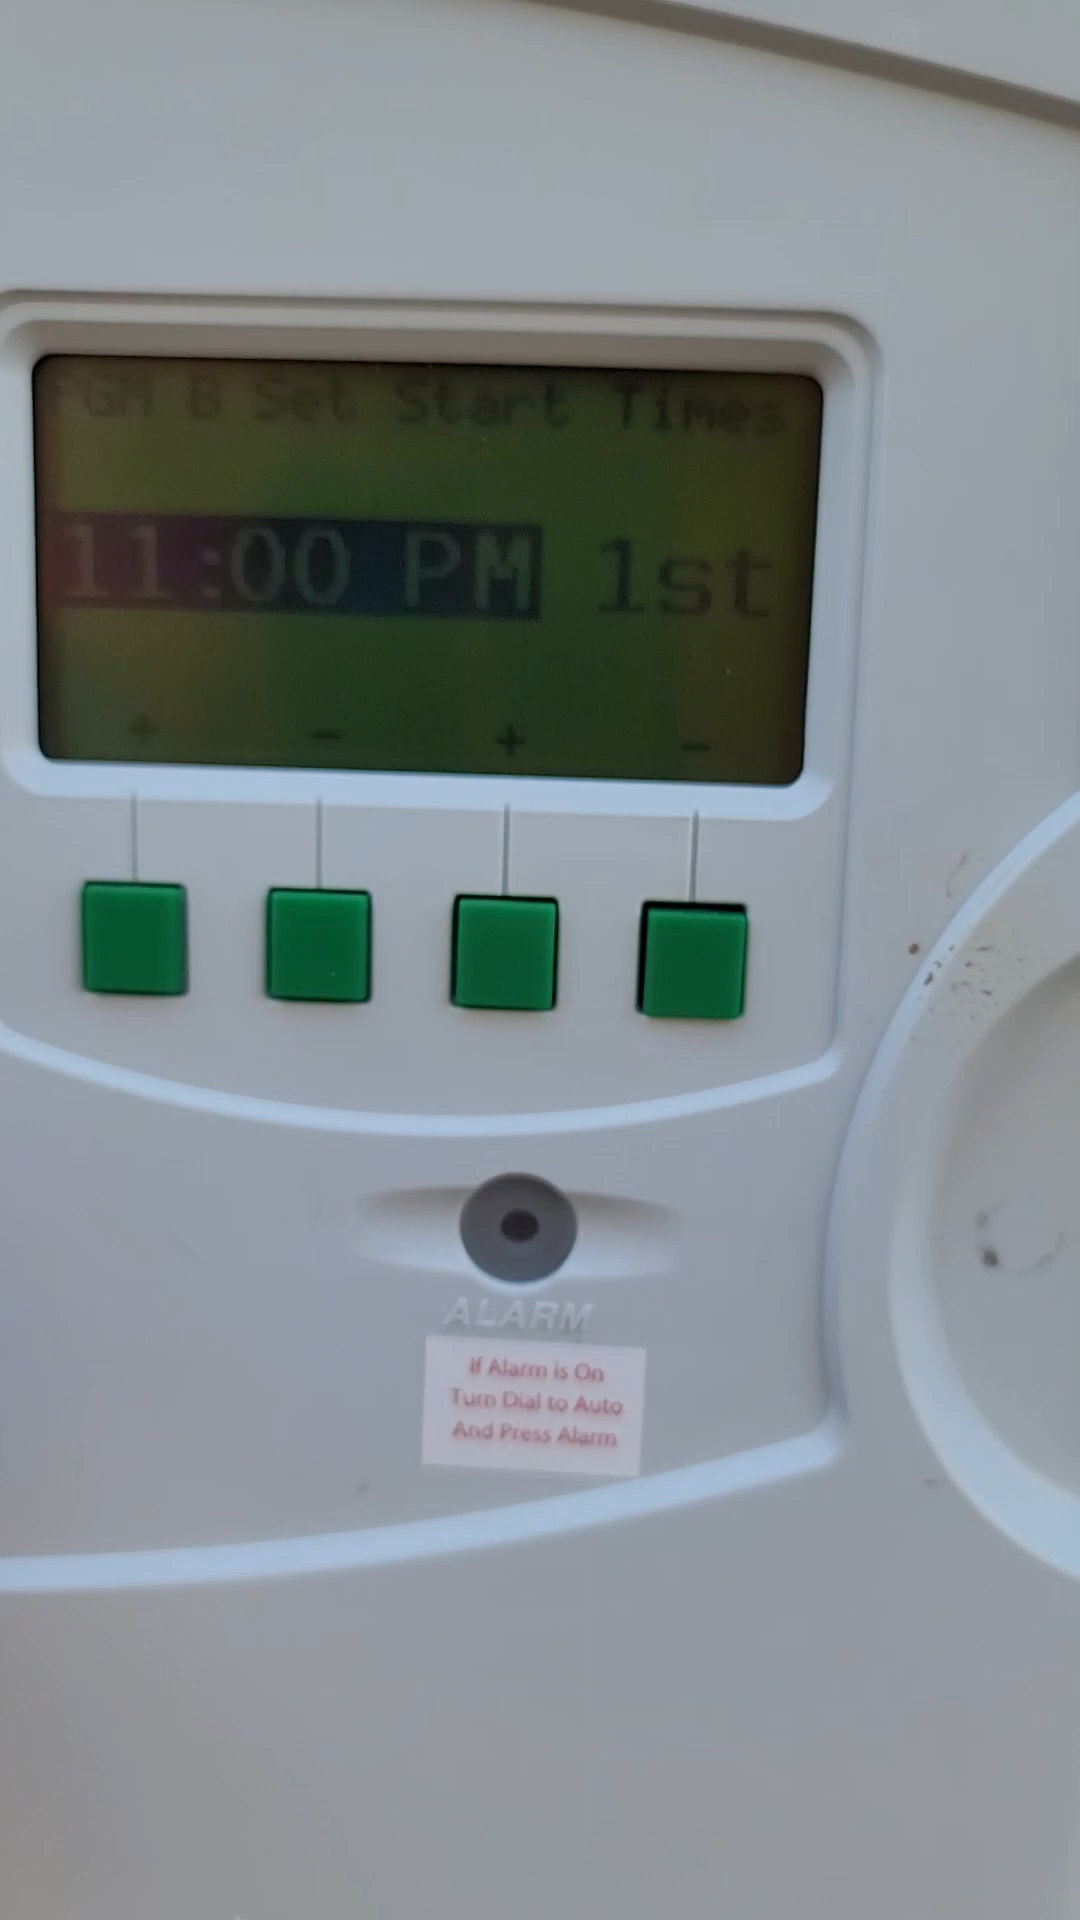 PGM B Set Start Times
11:00 PM 1st
+ - + -
ALARM
If Alarm is On
Turn Dial to Auto
And Press Alarm